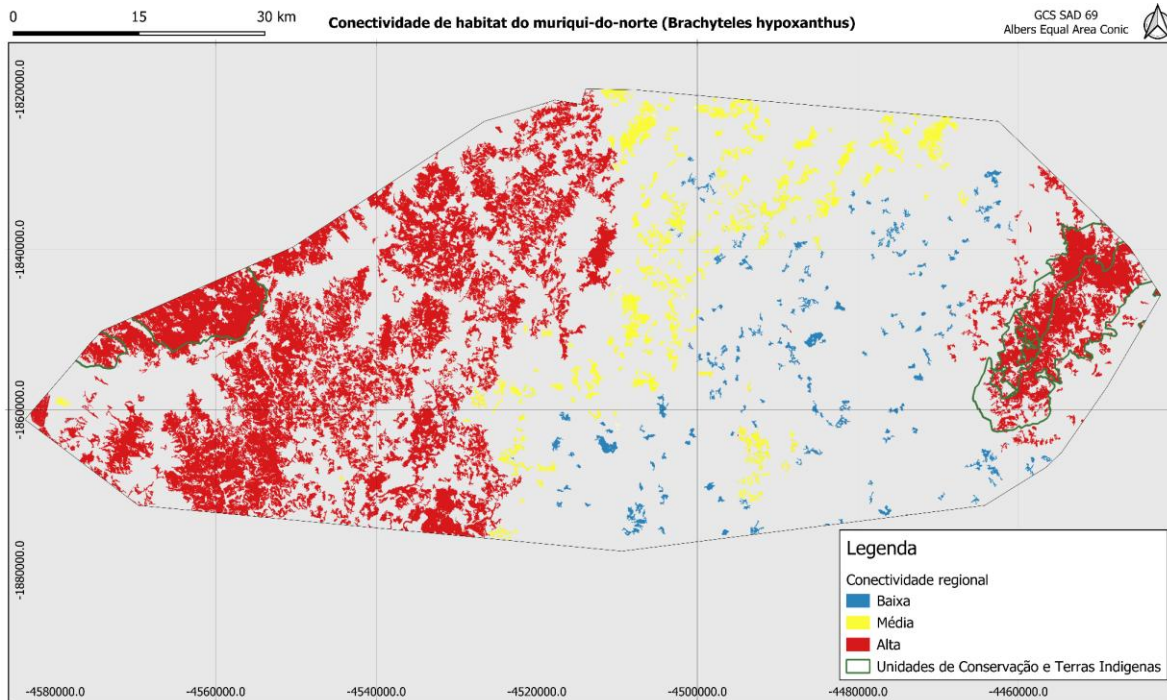 0 15 30 km
Conectividade de habitat do muriqui-do-norte (Brachyteles hypoxanthus)
GCS SAD 69
Albers Equal Area Conic
-1820000.0
-1840000.0
-1860000.0
-1880000.0
Legenda
Conectividade regional
Baixa
Média
Alta
Unidades de Conservação e Terras Indigenas
-4580000.0 -4560000.0 -4540000.0 -4520000.0 -4500000.0 -4480000.0 -4460000.0